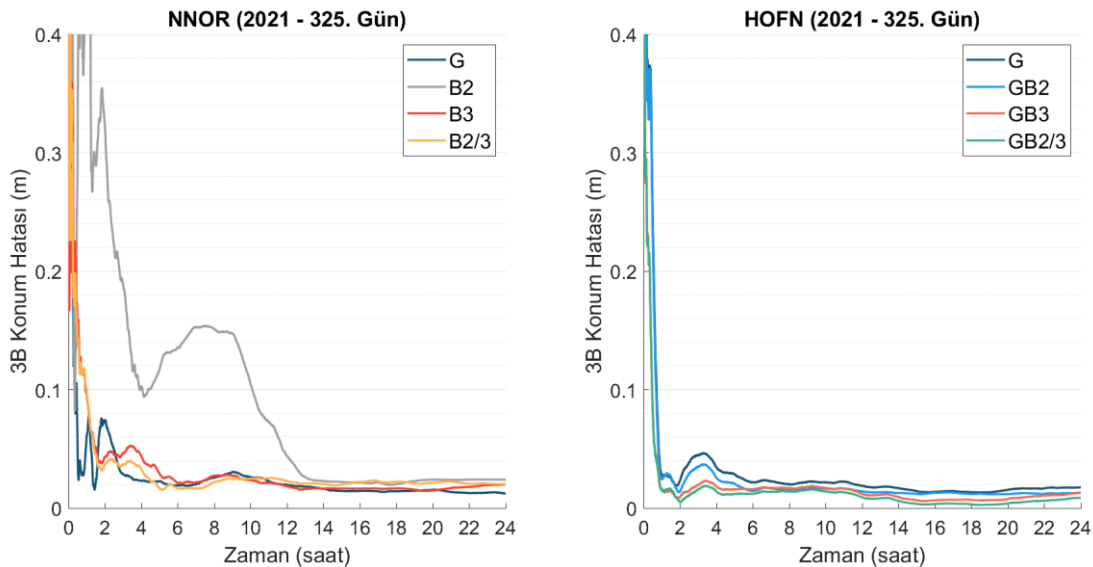 NNOR (2021 - 325. Gün)
3B Konum Hatası (m)
0.4
0.3
0.2
0.1
0
G
B2
B3
B2/3
0 2 4 6 8 10 12 14 16 18 20 22 24
Zaman (saat)
HOFN (2021 - 325. Gün)
3B Konum Hatası (m)
0.4
0.3
0.2
0.1
0
G
GB2
GB3
GB2/3
0 2 4 6 8 10 12 14 16 18 20 22 24
Zaman (saat)